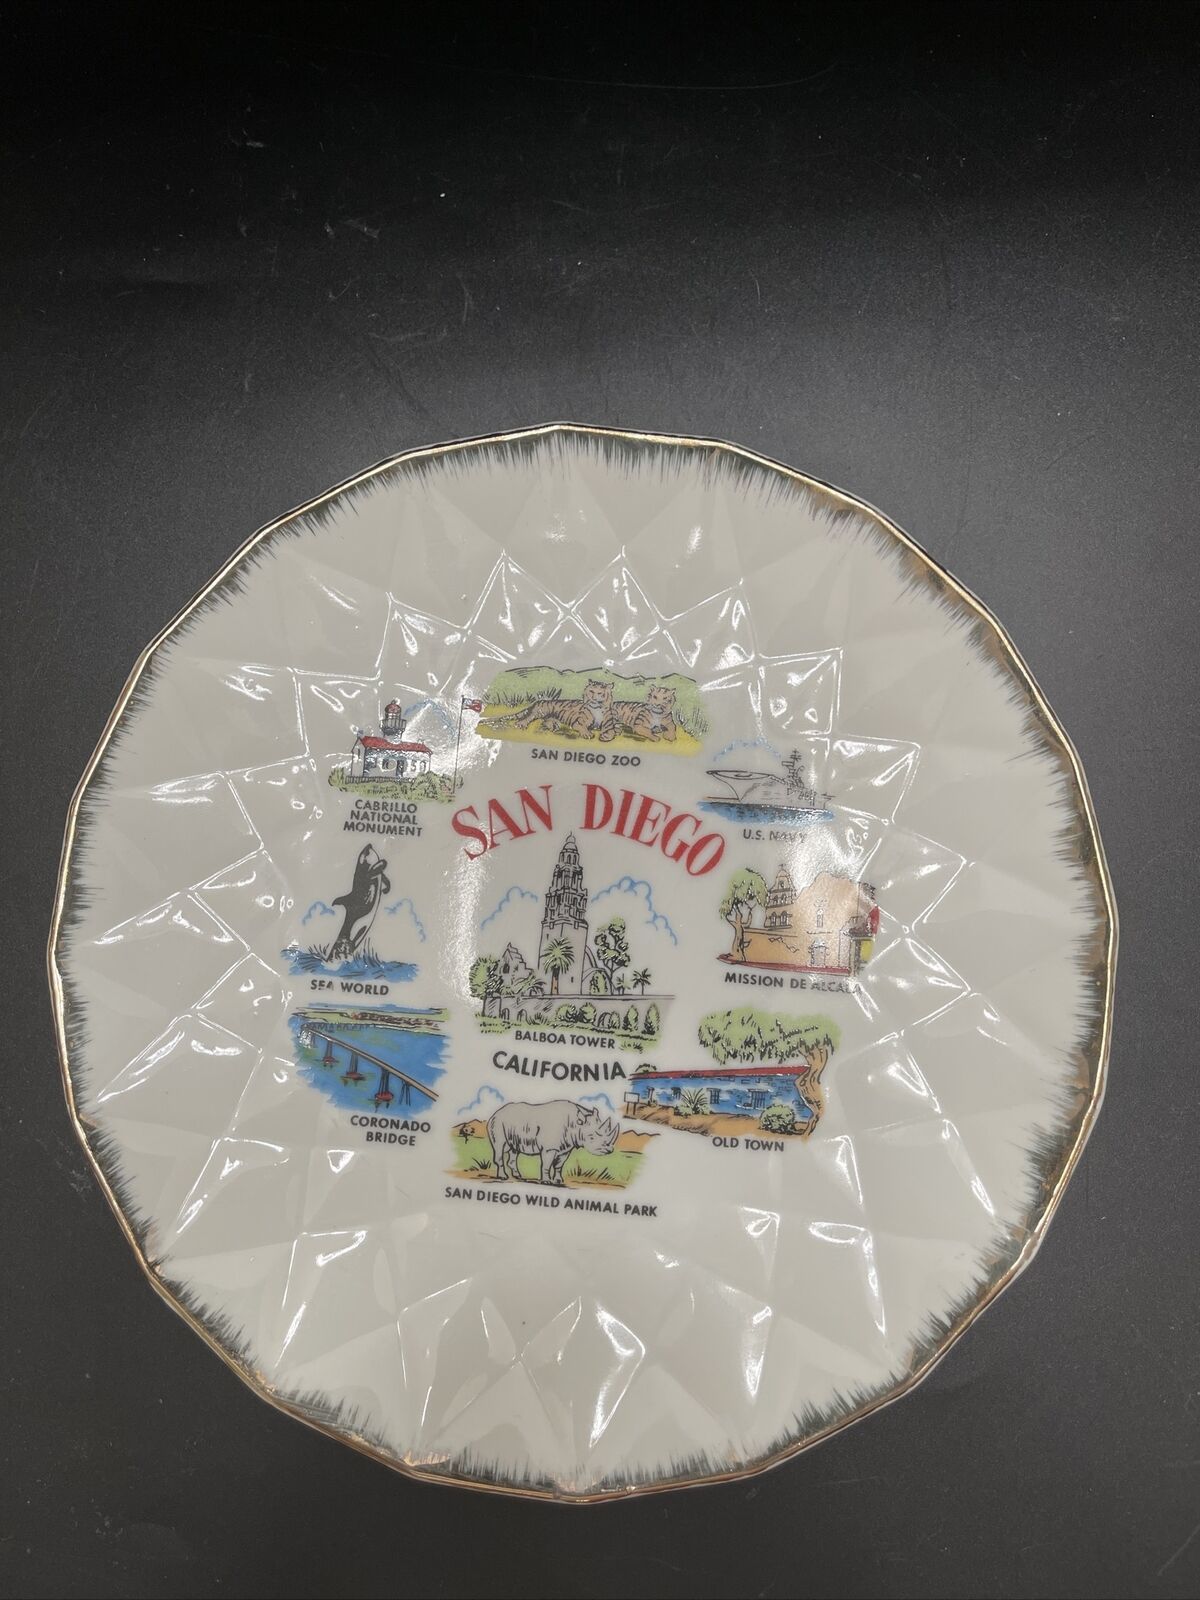 SAN DIEGO ZOO
CABRILLO
NATIONAL
MONUMENT
U.S. NAVY
SAN DIEGO
SEA WORLD
MISSION DE ALCALA
BALBOA TOWER
CALIFORNIA
CORONADO
BRIDGE
OLD TOWN
SAN DIEGO WILD ANIMAL PARK